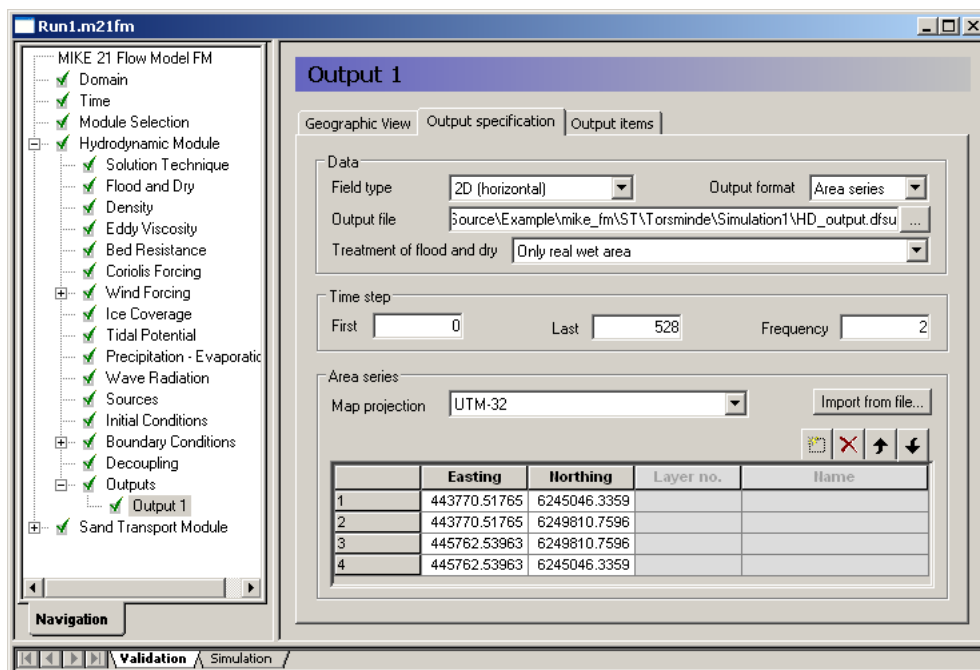 Run1.m21fm
MIKE 21 Flow Model FM
Domain
Time
Module Selection
Hydrodynamic Module
Solution Technique
Flood and Dry
Density
Eddy Viscosity
Bed Resistance
Coriolis Forcing
Wind Forcing
Ice Coverage
Tidal Potential
Precipitation - Evaporatic
Wave Radiation
Sources
Initial Conditions
Boundary Conditions
Decoupling
Outputs
Output 1
Sand Transport Module
Navigation
Output 1
Geographic View Output specification Output items
Data
Field type 2D (horizontal) Output format Area series
Output file Source\Example\mike_fm\ST\Torsminde\Simulation1\HD_output.dfsu ...
Treatment of flood and dry Only real wet area
Time step
First 0 Last 528 Frequency 2
Area series
Map projection UTM-32 Import from file...
Easting Northing Layer no. Name
1 443770.51765 6245046.3359
2 443770.51765 6249810.7596
3 445762.53963 6249810.7596
4 445762.53963 6245046.3359
Validation Simulation